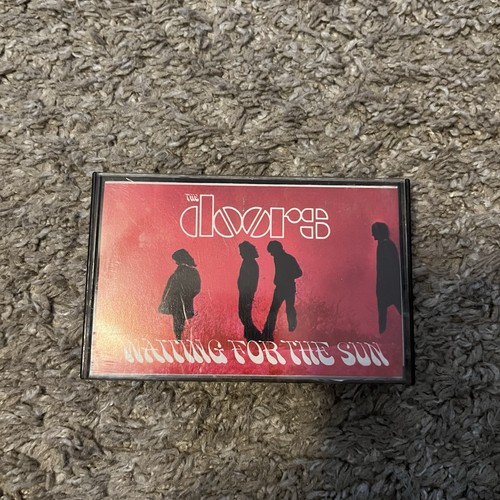 THE
doors
WAITING FOR THE SUN